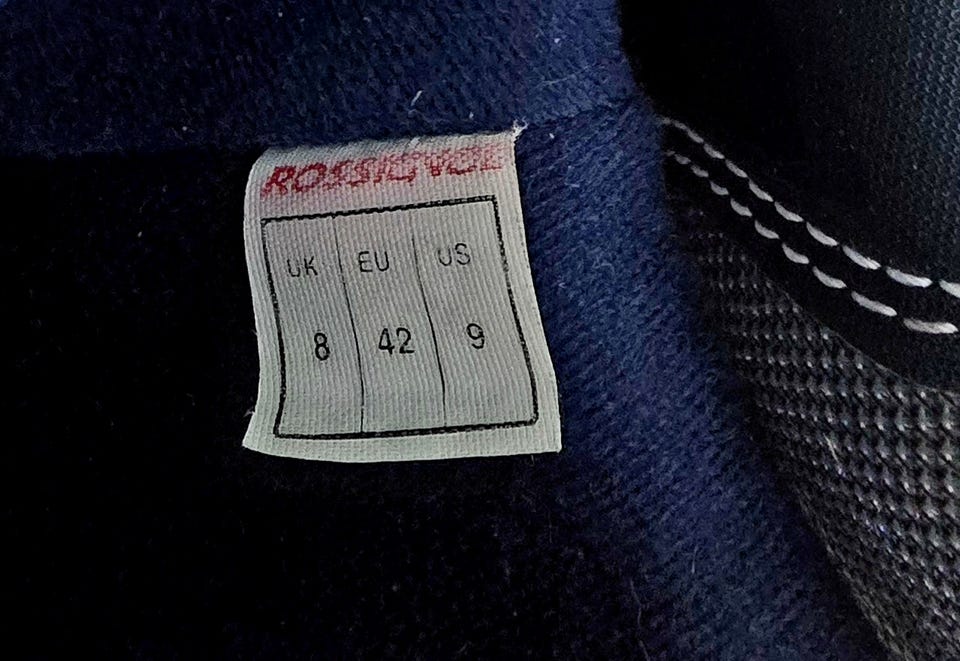 ROSSIGNOL
UK EU US
8 42 9